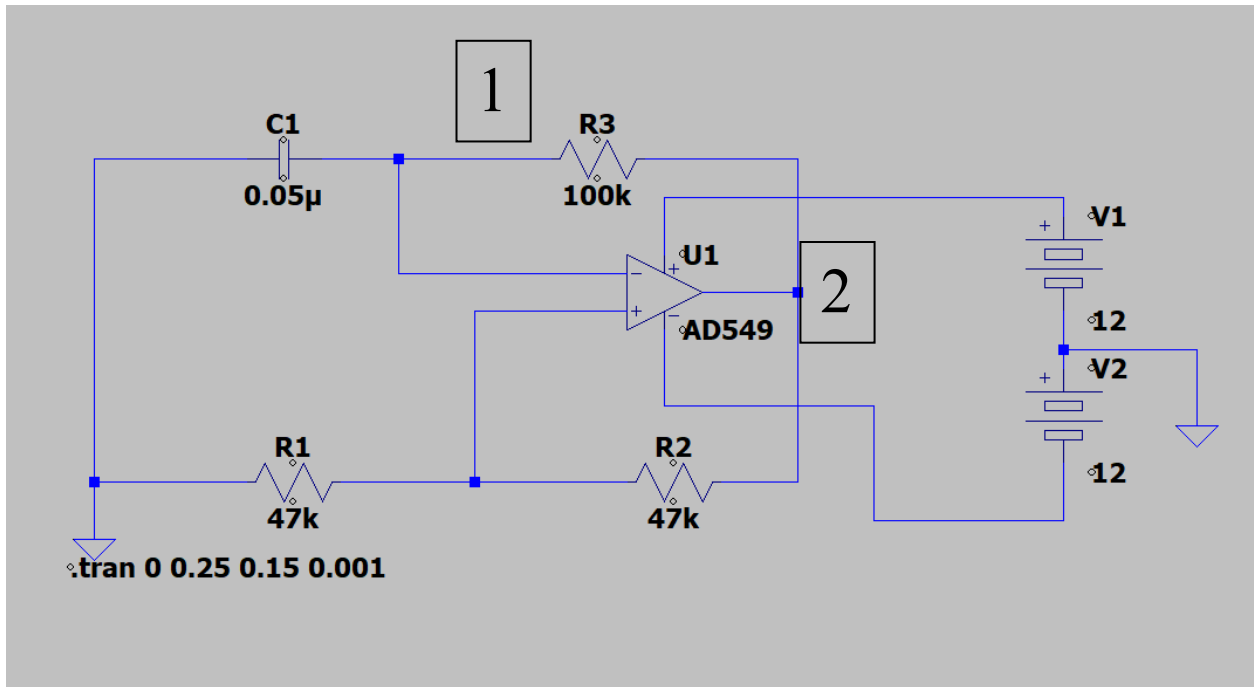 1
C1
R3
0.05µ
100k
V1
+
U1
+
−
2
+
−
AD549
12
V2
+
R1
R2
12
47k
47k
.tran 0 0.25 0.15 0.001